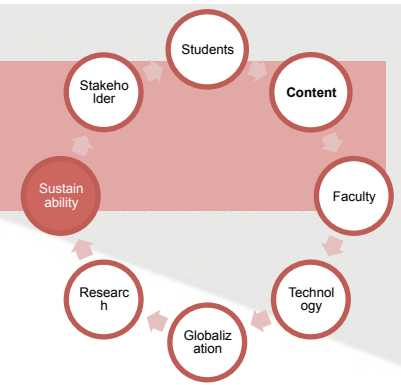 Students
Content
Faculty
Technol
ogy
Globaliz
ation
Researc
h
Sustain
ability
Stakeho
lder